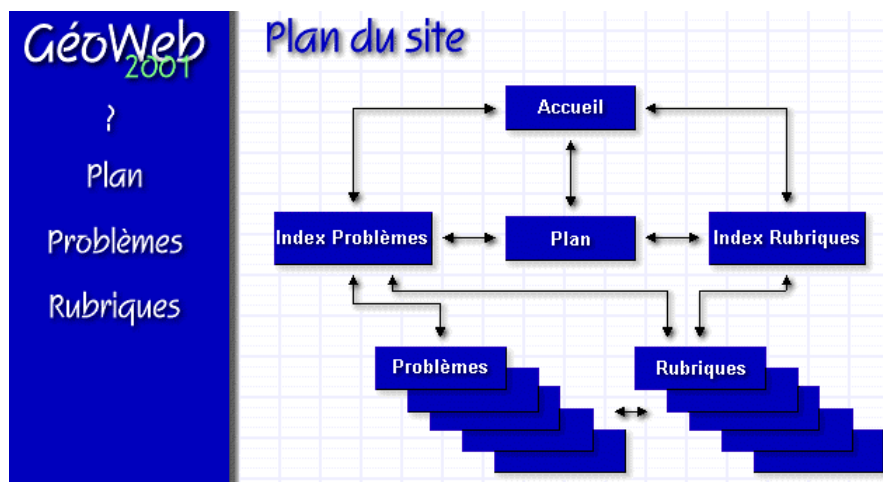 GéoWeb
2001
?
Plan
Problèmes
Rubriques
Plan du site
Accueil
Index Problèmes
Plan
Index Rubriques
Problèmes
Rubriques